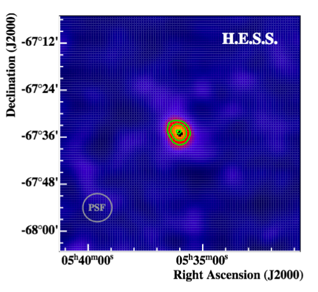 H.E.S.S.
Declination (J2000)
-67°12'
-67°24'
-67°36'
-67°48'
-68°00'
PSF
05h40m00s
05h35m00s
Right Ascension (J2000)